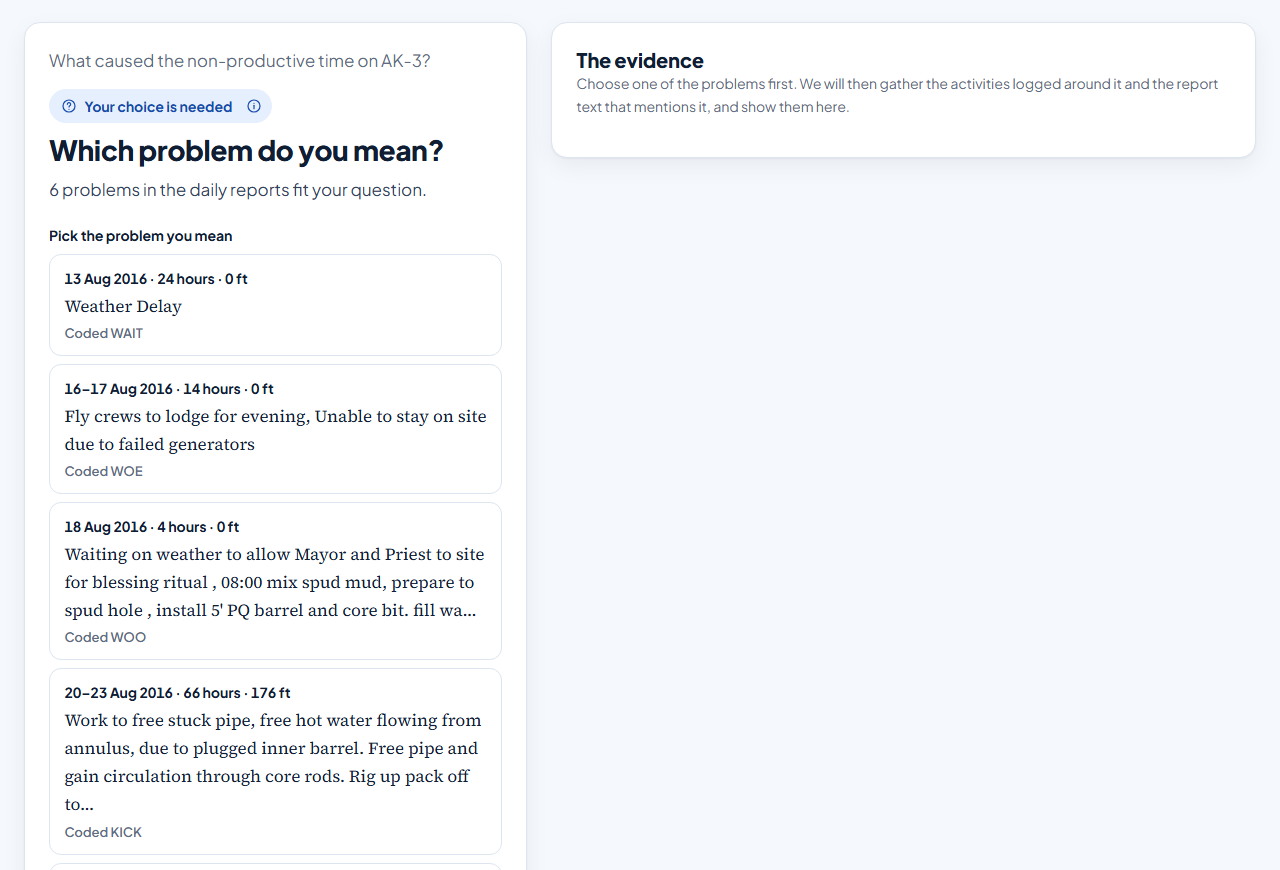 What caused the non-productive time on AK-3?
Your choice is needed
Which problem do you mean?
6 problems in the daily reports fit your question.
Pick the problem you mean
13 Aug 2016 · 24 hours · 0 ft
Weather Delay
Coded WAIT
16–17 Aug 2016 · 14 hours · 0 ft
Fly crews to lodge for evening, Unable to stay on site
due to failed generators
Coded WOE
18 Aug 2016 · 4 hours · 0 ft
Waiting on weather to allow Mayor and Priest to site
for blessing ritual , 08:00 mix spud mud, prepare to
spud hole , install 5' PQ barrel and core bit. fill wa...
Coded WOO
20–23 Aug 2016 · 66 hours · 176 ft
Work to free stuck pipe, free hot water flowing from
annulus, due to plugged inner barrel. Free pipe and
gain circulation through core rods. Rig up pack off
to...
Coded KICK
The evidence
Choose one of the problems first. We will then gather the activities logged around it and the report
text that mentions it, and show them here.